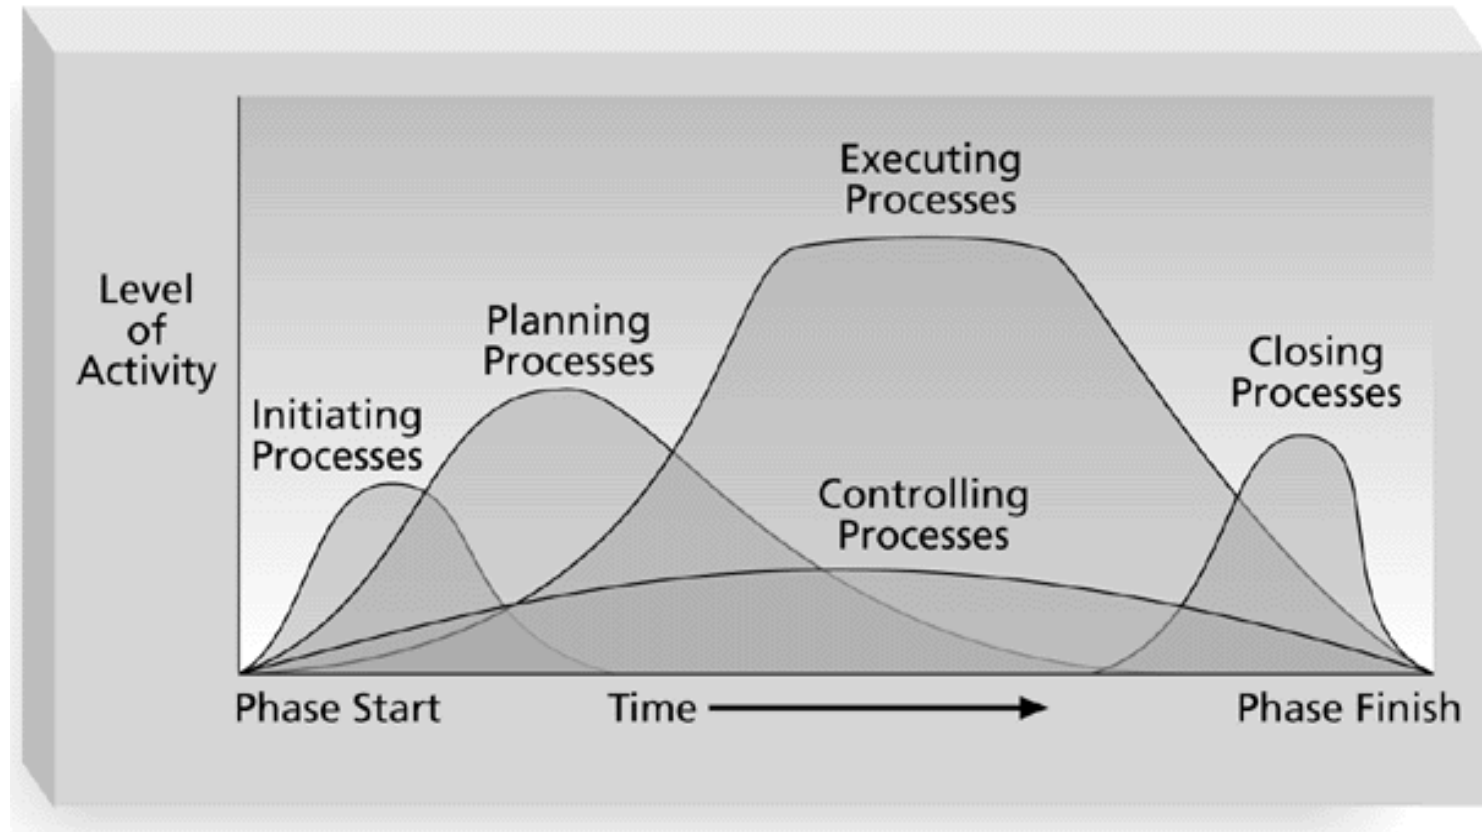 Executing
Processes
Level
of
Activity
Planning
Processes
Closing
Processes
Initiating
Processes
Controlling
Processes
Phase Start
Time
Phase Finish